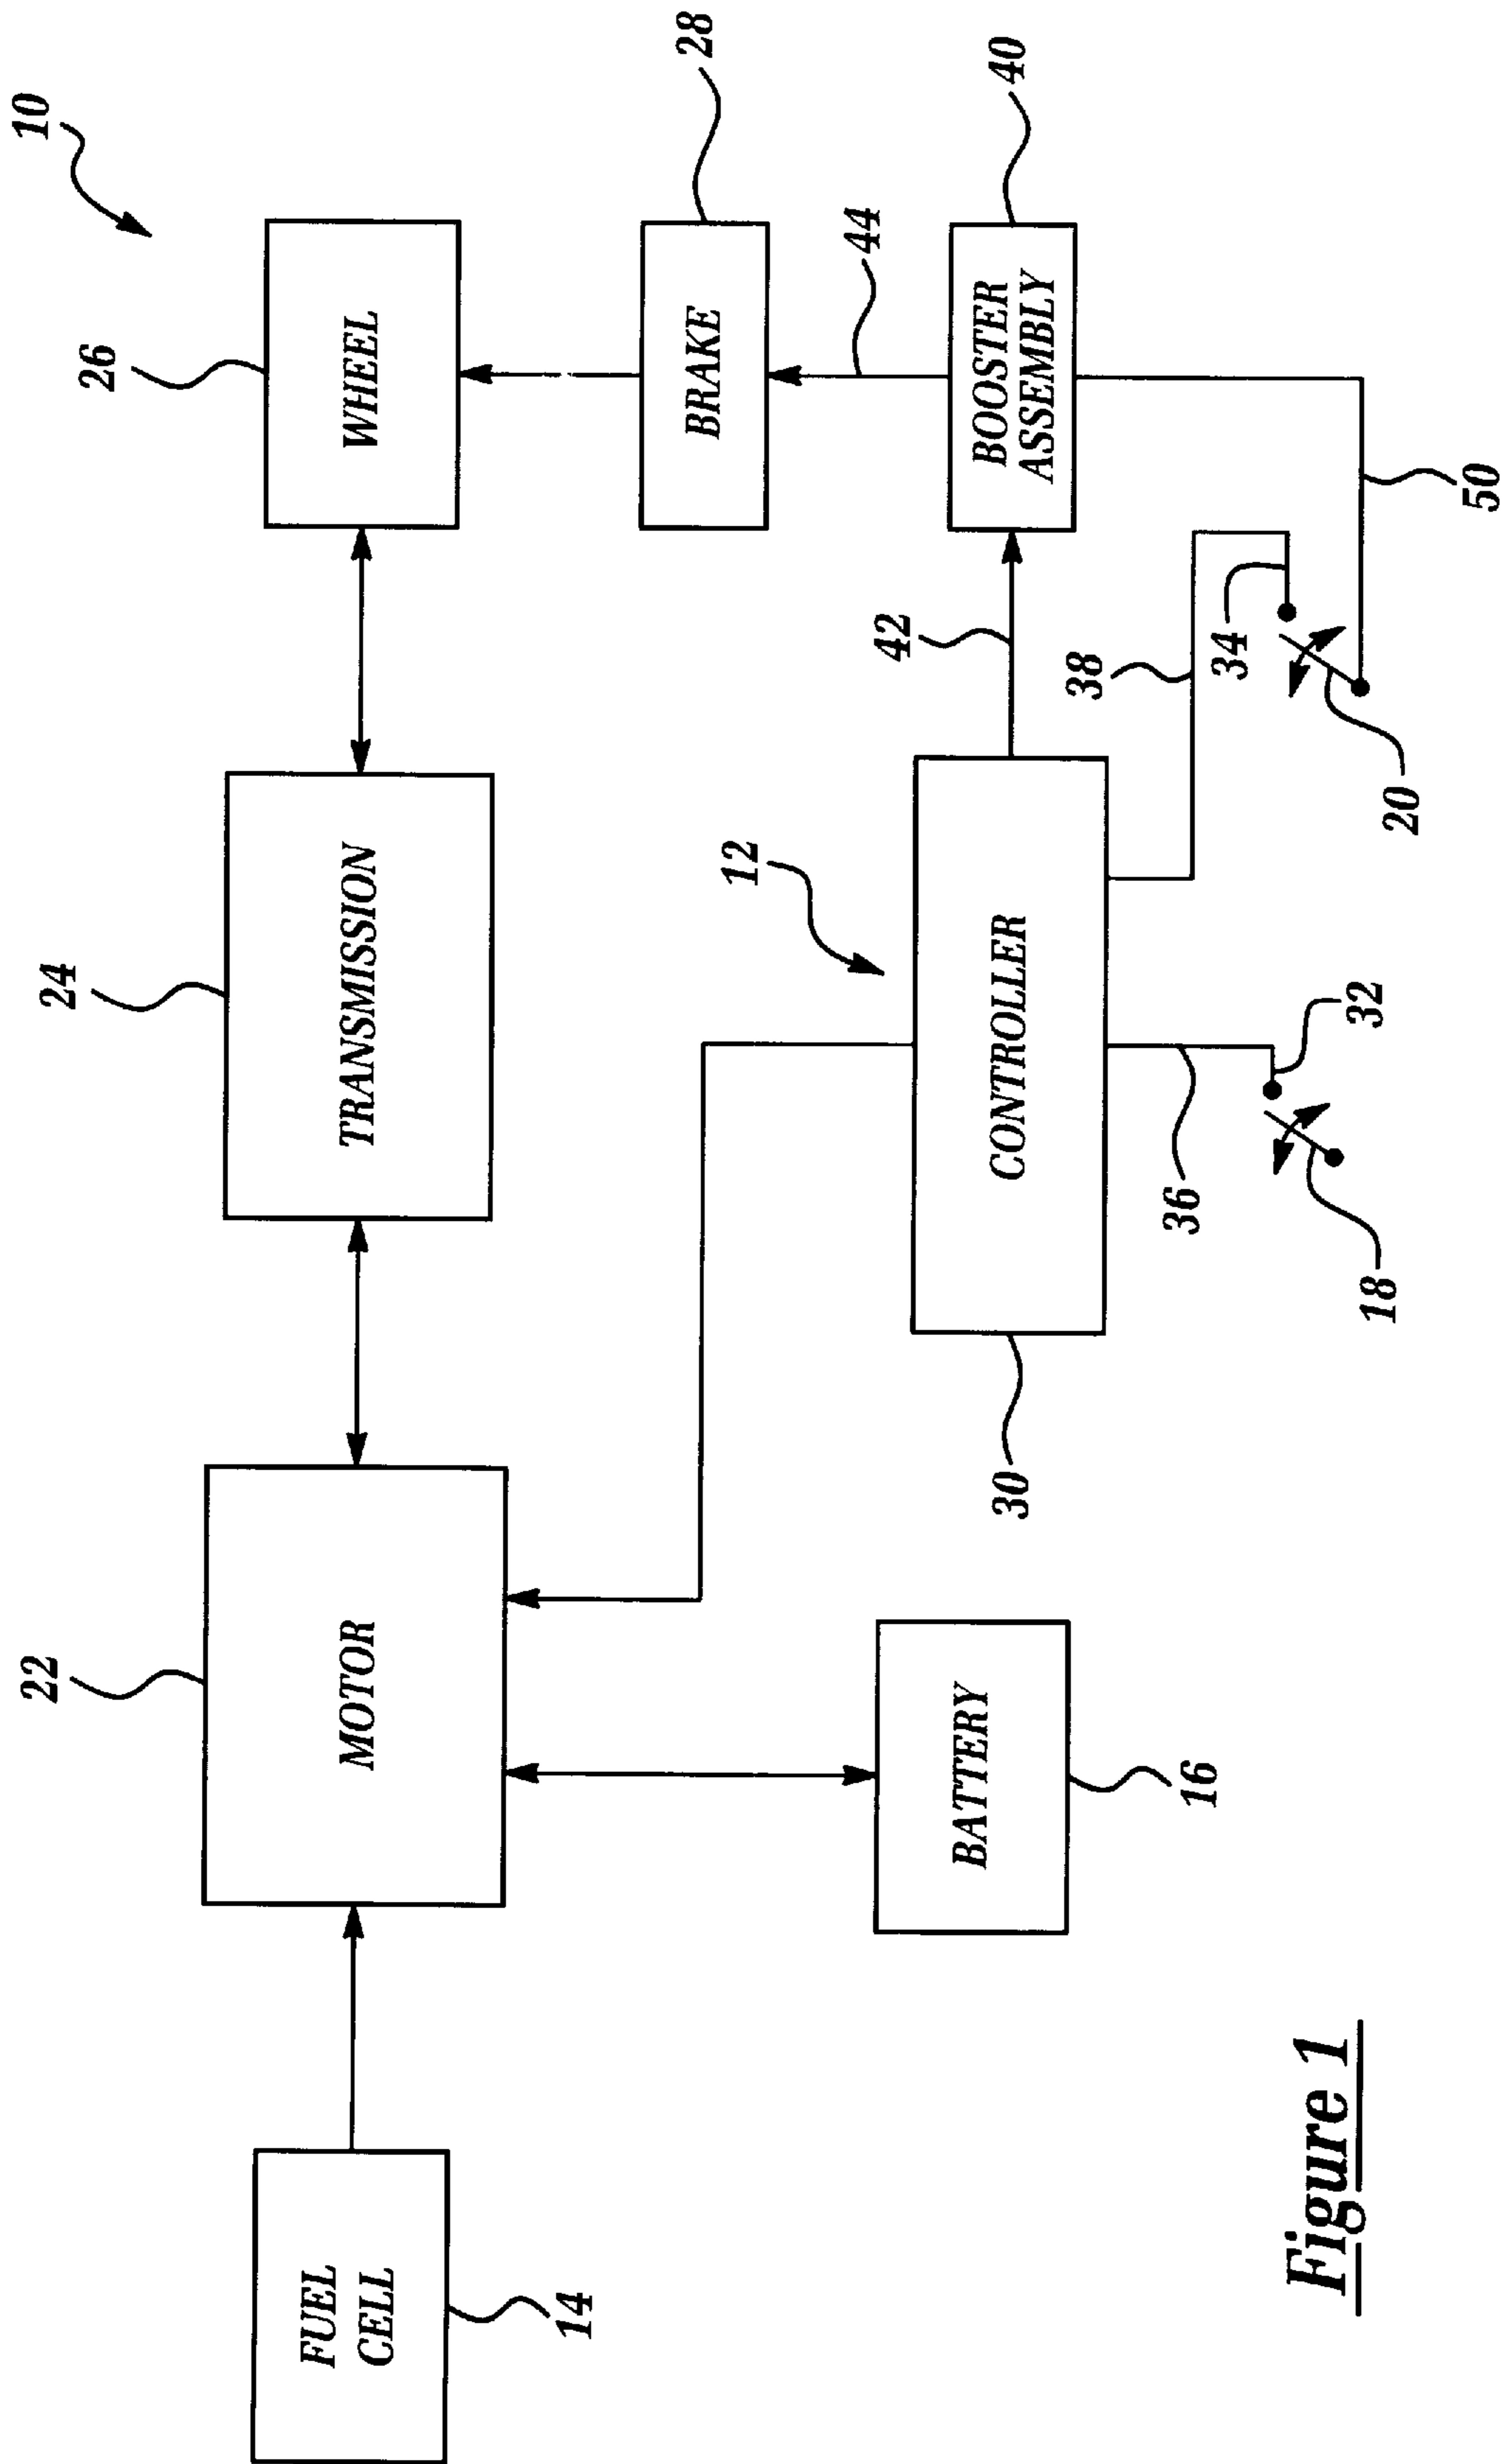 10
22
24
26
FUEL
CELL
MOTOR
TRANSMISSION
WHEEL
14
28
BRAKE
12
42
44
16
BATTERY
30
CONTROLLER
BOOSTER
ASSEMBLY
40
36
38
18
32
34
20
50
Figure 1